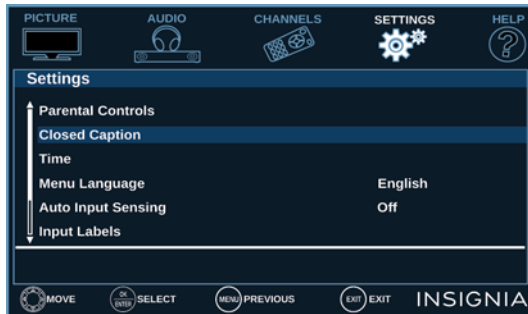 PICTURE AUDIO CHANNELS SETTINGS HELP
Settings
Parental Controls
Closed Caption
Time
Menu Language English
Auto Input Sensing Off
Input Labels
MOVE OK ENTER SELECT MENU PREVIOUS EXIT EXIT INSIGNIA